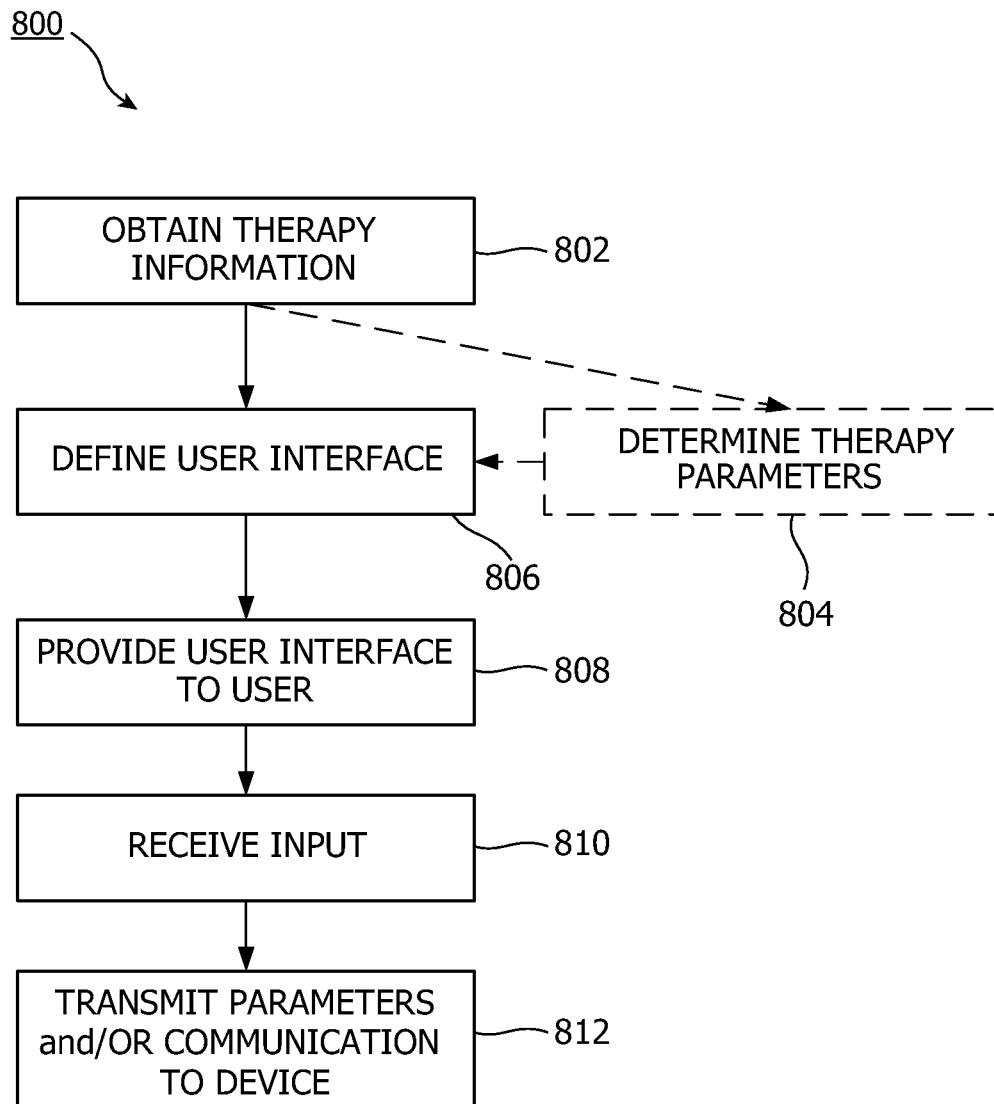 800
OBTAIN THERAPY
INFORMATION
802
DEFINE USER INTERFACE
806
DETERMINE THERAPY
PARAMETERS
804
PROVIDE USER INTERFACE
TO USER
808
RECEIVE INPUT
810
TRANSMIT PARAMETERS
and/OR COMMUNICATION
TO DEVICE
812